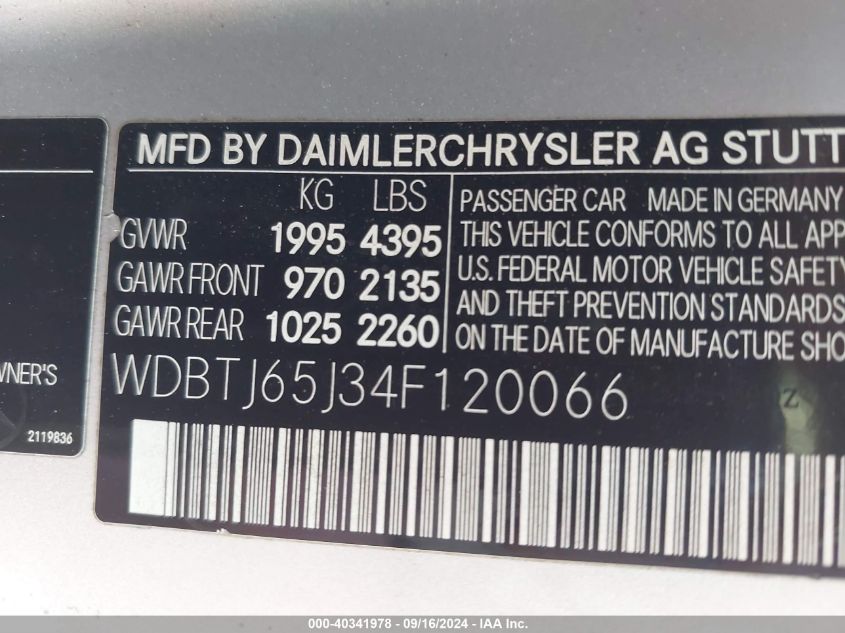 MFD BY DAIMLERCHRYSLER AG STUTT
KG LBS
GVWR 1995 4395
GAWR FRONT 970 2135
GAWR REAR 1025 2260
PASSENGER CAR MADE IN GERMANY
THIS VEHICLE CONFORMS TO ALL APP
U.S. FEDERAL MOTOR VEHICLE SAFETY
AND THEFT PREVENTION STANDARDS
ON THE DATE OF MANUFACTURE SHO
WDBTJ65J34F120066
WNER'S
2119836
000-40341978 - 09/16/2024 - IAA Inc.